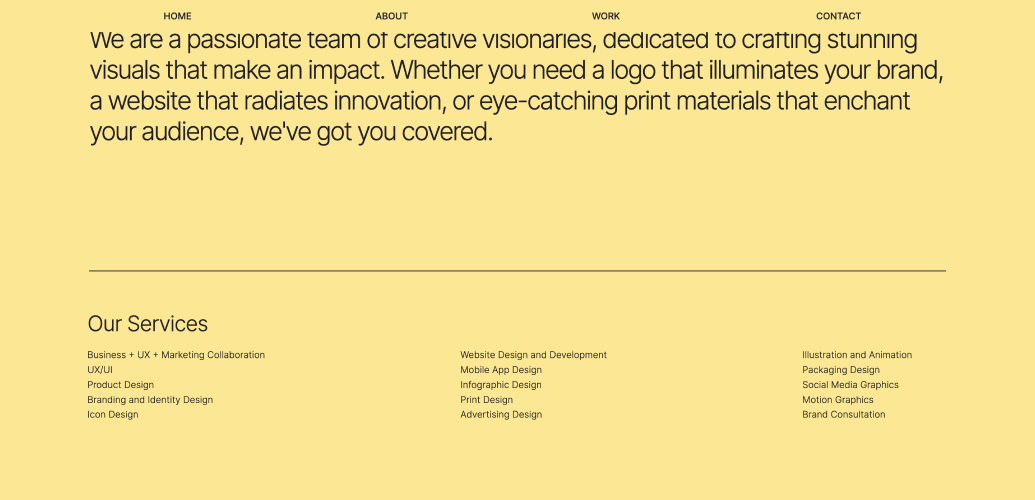 HOME ABOUT WORK CONTACT
We are a passionate team of creative visionaries, dedicated to crafting stunning
visuals that make an impact. Whether you need a logo that illuminates your brand,
a website that radiates innovation, or eye-catching print materials that enchant
your audience, we've got you covered.
Our Services
Business + UX + Marketing Collaboration
UX/UI
Product Design
Branding and Identity Design
Icon Design
Website Design and Development
Mobile App Design
Infographic Design
Print Design
Advertising Design
Illustration and Animation
Packaging Design
Social Media Graphics
Motion Graphics
Brand Consultation